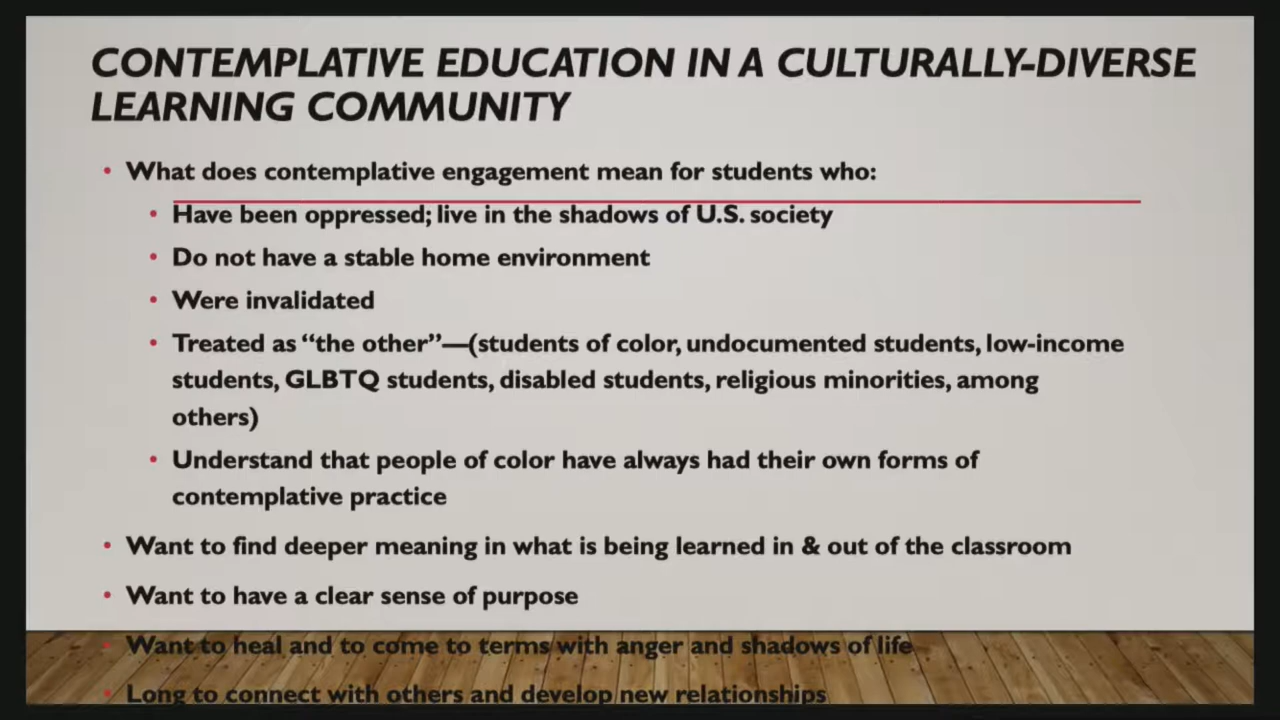 CONTEMPLATIVE EDUCATION IN A CULTURALLY-DIVERSE
LEARNING COMMUNITY
• What does contemplative engagement mean for students who:
• Have been oppressed; live in the shadows of U.S. society
• Do not have a stable home environment
• Were invalidated
• Treated as “the other”—(students of color, undocumented students, low-income
students, GLBTQ students, disabled students, religious minorities, among
others)
• Understand that people of color have always had their own forms of
contemplative practice
• Want to find deeper meaning in what is being learned in & out of the classroom
• Want to have a clear sense of purpose
• Want to heal and to come to terms with anger and shadows of life
• Long to connect with others and develop new relationships